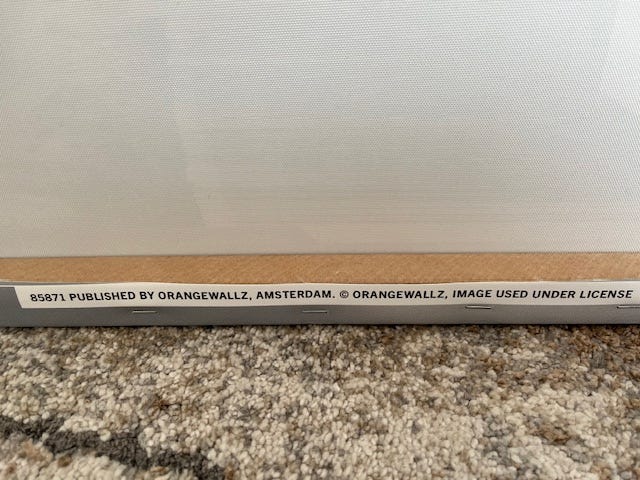 85871 PUBLISHED BY ORANGEWALLZ, AMSTERDAM. © ORANGEWALLZ, IMAGE USED UNDER LICENSE